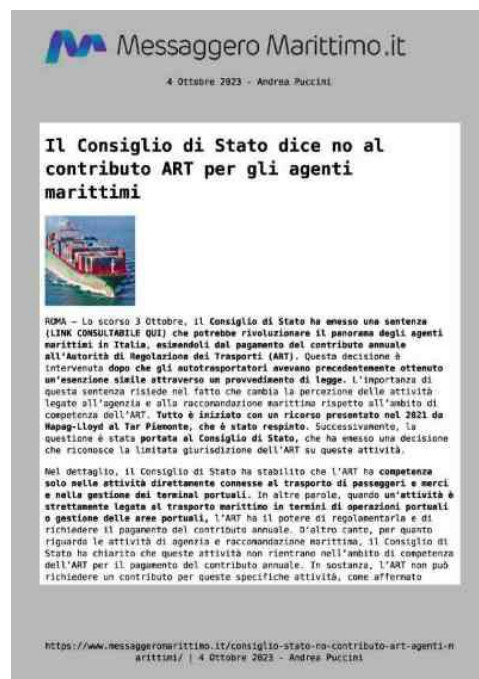 Messaggero Marittimo.it
4 Ottobre 2023 - Andrea Puccini
Il Consiglio di Stato dice no al
contributo ART per gli agenti
marittimi
ROMA – Lo scorso 3 Ottobre, il Consiglio di Stato ha emesso una sentenza
(LINK CONSULTABILE QUI) che potrebbe rivoluzionare il panorama degli agenti
marittimi in Italia, esimendoli dal pagamento del contributo annuale
all'Autorità di Regolazione dei Trasporti (ART). Questa decisione è
intervenuta dopo che gli autotrasportatori avevano precedentemente ottenuto
un'esenzione simile attraverso un provvedimento di legge. L'importanza di
questa sentenza risiede nel fatto che cambia la percezione delle attività
legate all'agenzia e alla raccomandazione marittima rispetto all'ambito di
competenza dell'ART. Tutto è iniziato con un ricorso presentato nel 2021 da
Hapag-Lloyd al Tar Piemonte, che è stato respinto. Successivamente, la
questione è stata portata al Consiglio di Stato, che ha emesso una decisione
che riconosce la limitata giurisdizione dell'ART su queste attività.
Nel dettaglio, il Consiglio di Stato ha stabilito che l'ART ha competenza
solo nelle attività direttamente connesse al trasporto di passeggeri e merci
e nella gestione dei terminal portuali. In altre parole, quando un'attività è
strettamente legata al trasporto marittimo in termini di operazioni portuali
o gestione delle aree portuali, l'ART ha il potere di regolamentarla e di
richiedere il pagamento del contributo annuale. D'altro canto, per quanto
riguarda le attività di agenzia e raccomandazione marittima, il Consiglio di
Stato ha chiarito che queste attività non rientrano nell'ambito di competenza
dell'ART per il pagamento del contributo annuale. In sostanza, l'ART non può
richiedere un contributo per queste specifiche attività, come affermato
https://www.messaggeromarittimo.it/consiglio-stato-no-contributo-art-agenti-m
arittimi/ | 4 Ottobre 2023 - Andrea Puccini